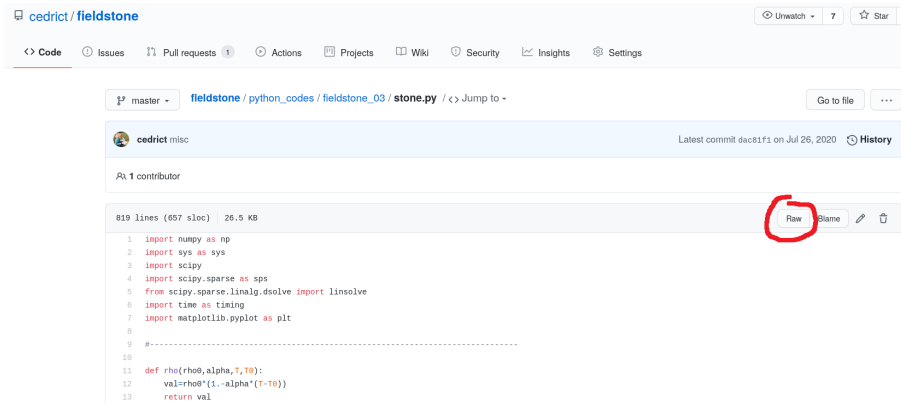 cedrict / fieldstone
Unwatch 7 Star
Code Issues Pull requests 1 Actions Projects Wiki Security Insights Settings
master fieldstone / python_codes / fieldstone_03 / stone.py / <> Jump to Go to file ...
cedrict misc Latest commit dac81f1 on Jul 26, 2020 History
1 contributor
819 lines (657 sloc) 26.5 KB Raw Blame
1 import numpy as np
2 import sys as sys
3 import scipy
4 import scipy.sparse as sps
5 from scipy.sparse.linalg.dsolve import linsolve
6 import time as timing
7 import matplotlib.pyplot as plt
8
9 #------------------------------------------------------------------------------
10
11 def rho(rho0,alpha,T,T0):
12 val=rho0*(1.-alpha*(T-T0))
13 return val